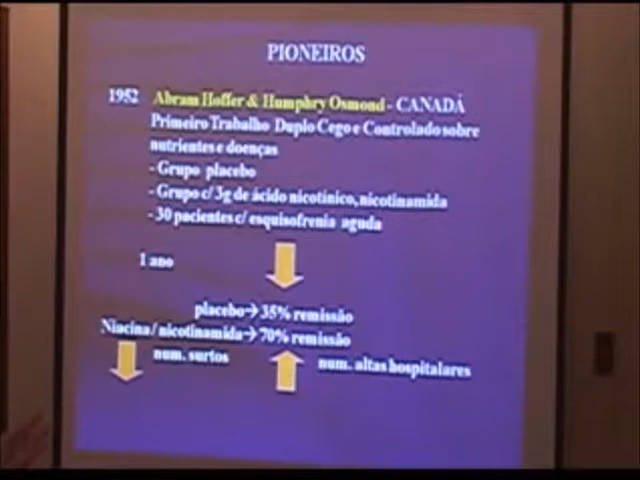 PIONEIROS
1952 Abram Hoffer & Humphry Osmond - CANADÁ
Primeiro Trabalho Duplo Cego e Controlado sobre
nutrientes e doenças
- Grupo placebo
- Grupo c/ 3g de ácido nicotínico, nicotinamida
- 30 pacientes c/ esquisofrenia aguda
1 ano
placebo→35% remissão
Niacina / nicotinamida→70% remissão
num. surtos
num. altas hospitalares